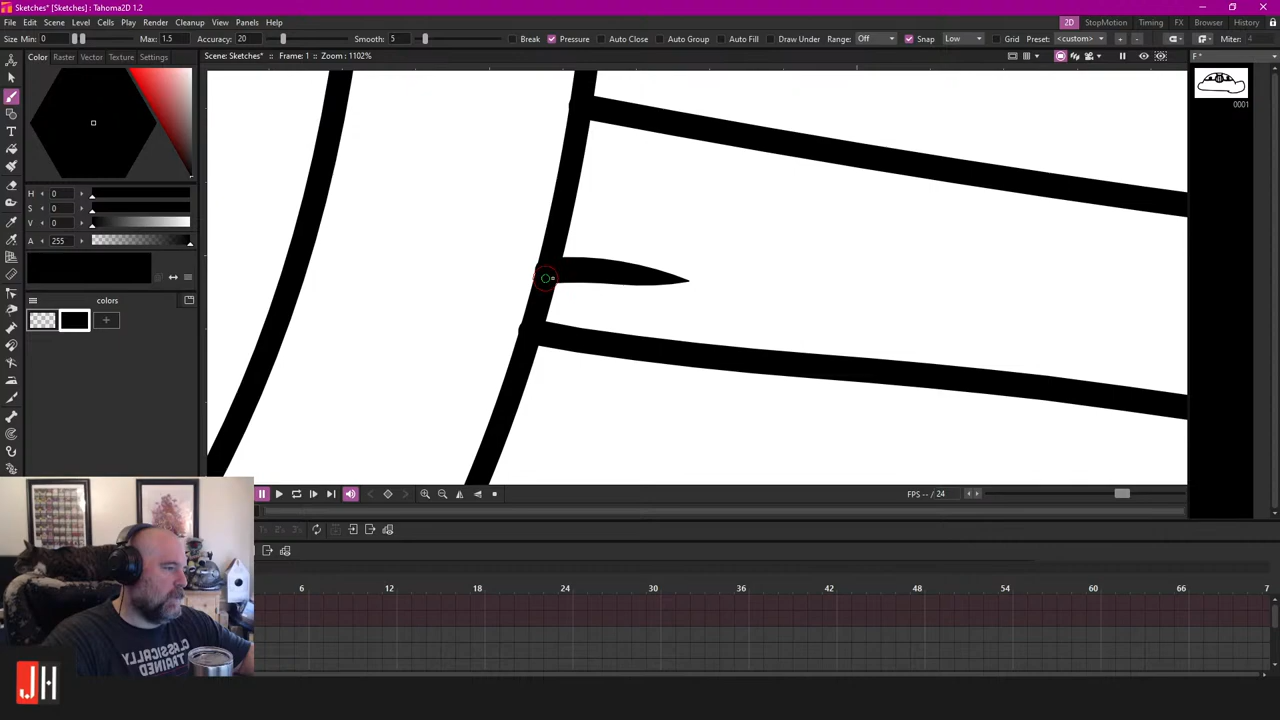 Sketches* [Sketches] : Tahoma2D 1.2
File Edit Scene Level Cells Play Render Cleanup View Panels Help
2D StopMotion Timing FX Browser History
Size Min: 0 Max: 1.5 Accuracy: 20 Smooth: 5 Break Pressure Auto Close Auto Group Auto Fill Draw Under Range: Off Snap Low Grid Preset: <custom> + - Miter: 4
Color Raster Vector Texture Settings
Scene: Sketches* :: Frame: 1 :: Zoom : 1102%
F*
0001
H 0
S 0
V 0
A 255
FPS -- / 24
6 12 18 24 30 36 42 48 54 60 66 7
CLASSICALLY
TRAINED
JH